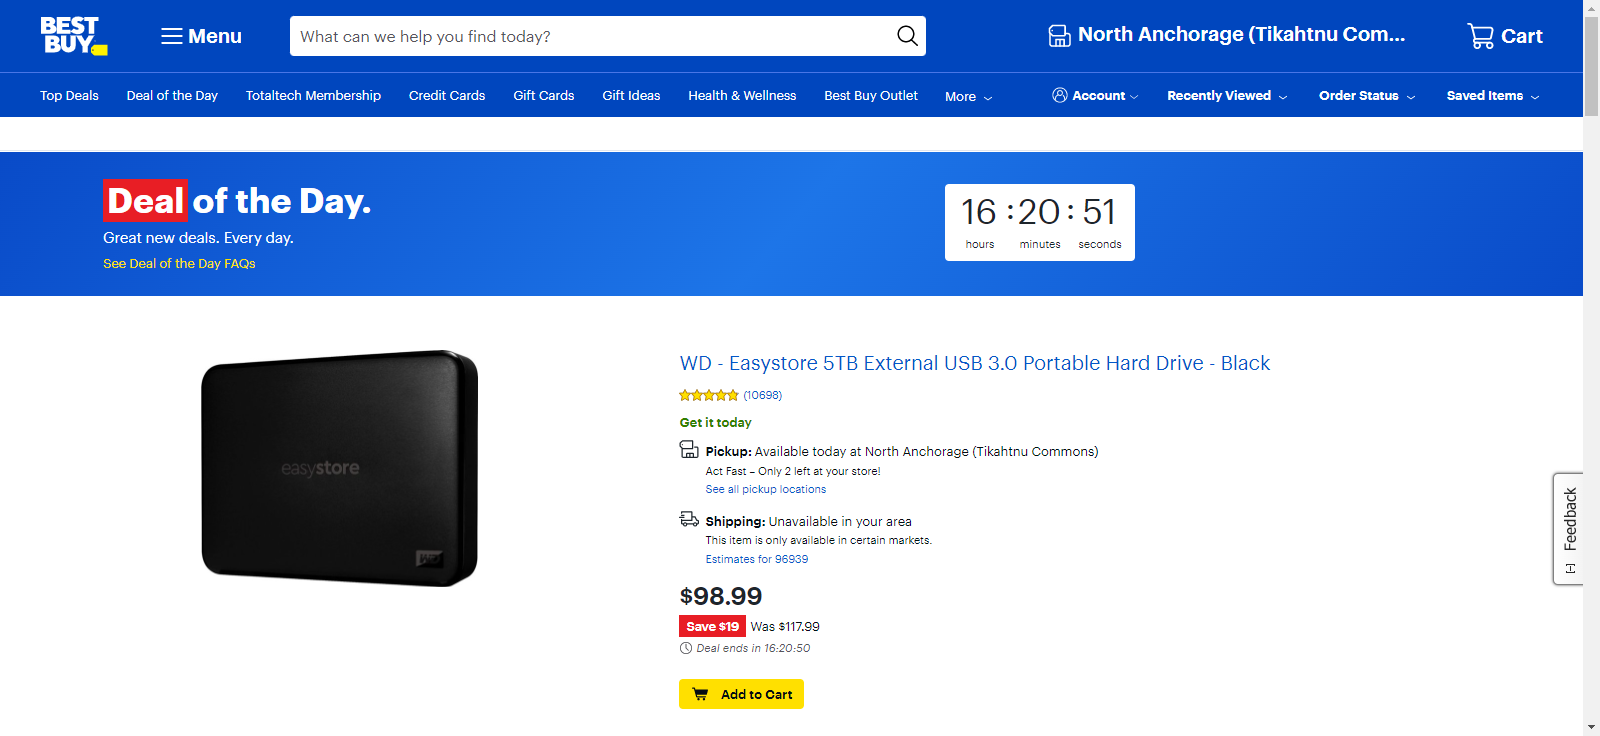 BEST BUY
Menu
What can we help you find today?
North Anchorage (Tikahtnu Com...
Cart
Top Deals
Deal of the Day
Totaltech Membership
Credit Cards
Gift Cards
Gift Ideas
Health & Wellness
Best Buy Outlet
More
Account
Recently Viewed
Order Status
Saved Items
Deal of the Day.
Great new deals. Every day.
See Deal of the Day FAQs
16 : 20 : 51
hours minutes seconds
easystore
WD
WD - Easystore 5TB External USB 3.0 Portable Hard Drive - Black
(10698)
Get it today
Pickup: Available today at North Anchorage (Tikahtnu Commons)
Act Fast – Only 2 left at your store!
See all pickup locations
Shipping: Unavailable in your area
This item is only available in certain markets.
Estimates for 96939
$98.99
Save $19 Was $117.99
Deal ends in 16:20:50
Add to Cart
Feedback